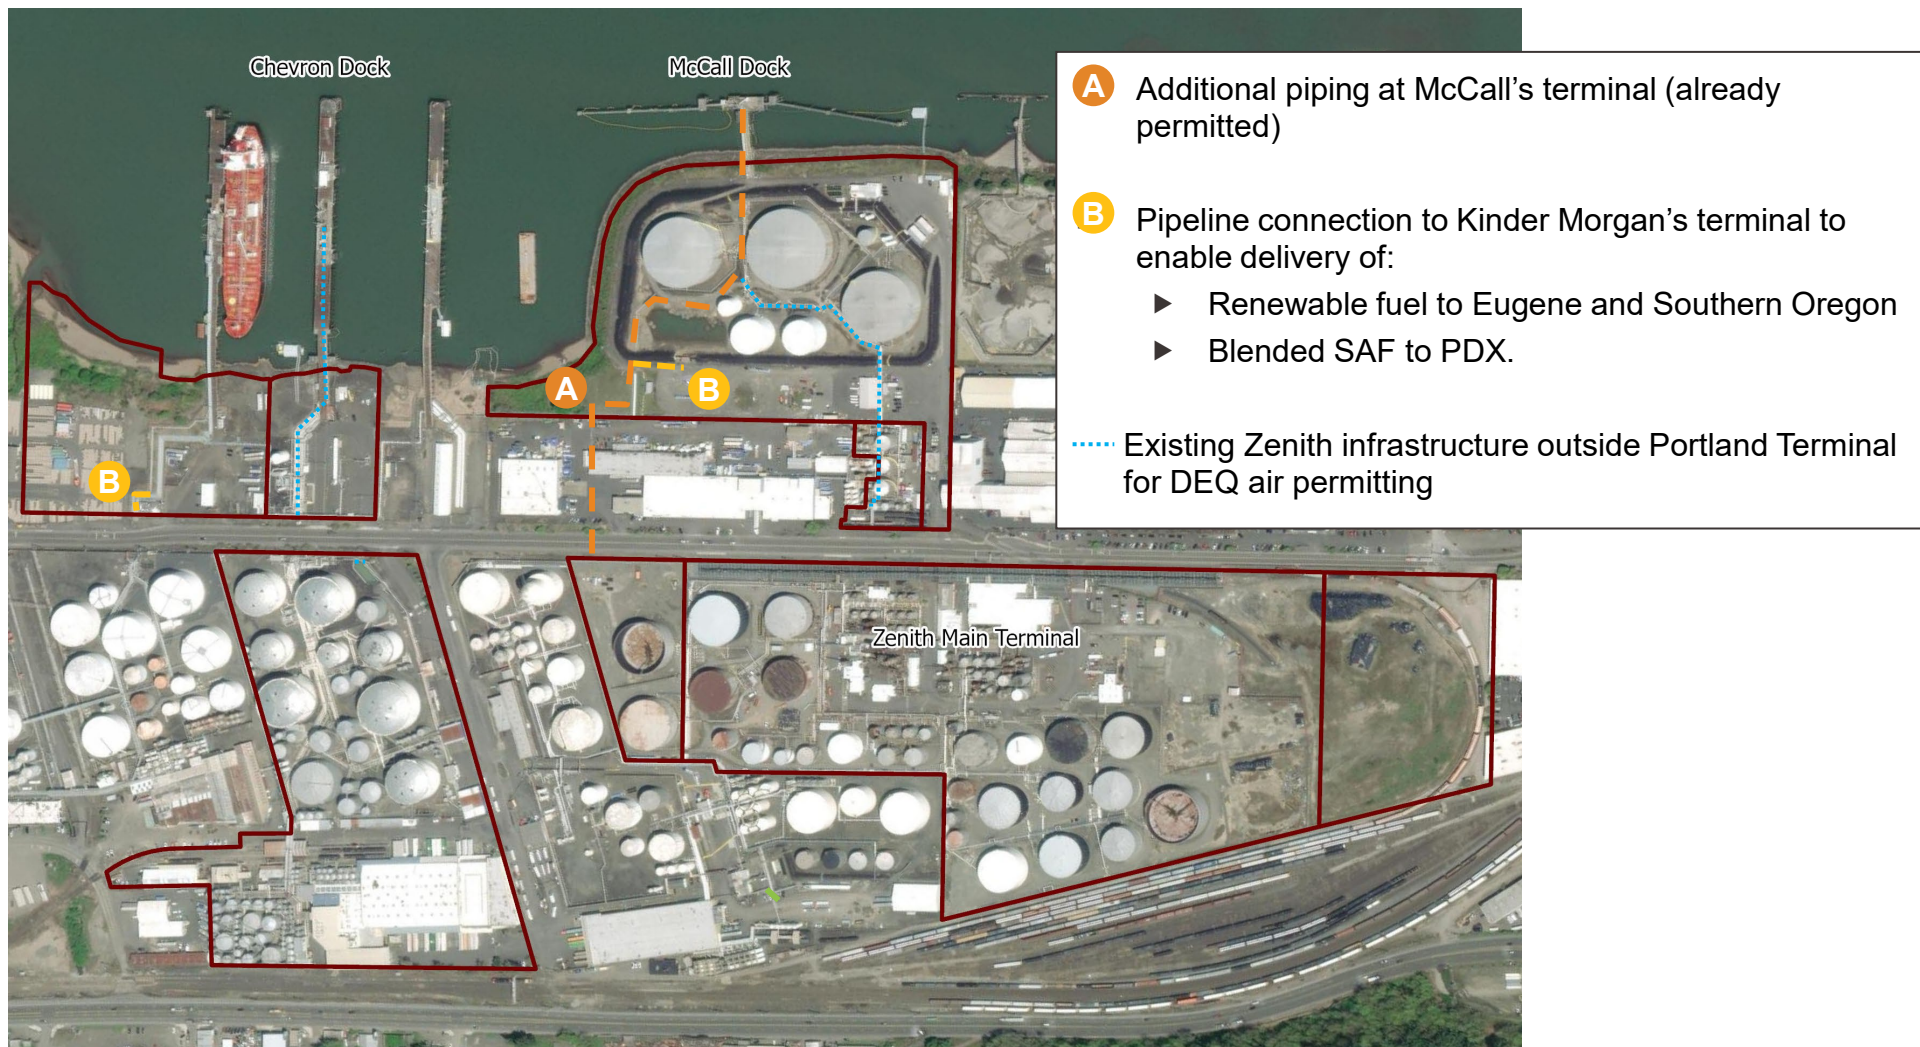 Chevron Dock
McCall Dock
A
Additional piping at McCall’s terminal (already
permitted)
B
Pipeline connection to Kinder Morgan’s terminal to
enable delivery of:
Renewable fuel to Eugene and Southern Oregon
Blended SAF to PDX.
Existing Zenith infrastructure outside Portland Terminal
for DEQ air permitting
A
B
B
Zenith Main Terminal